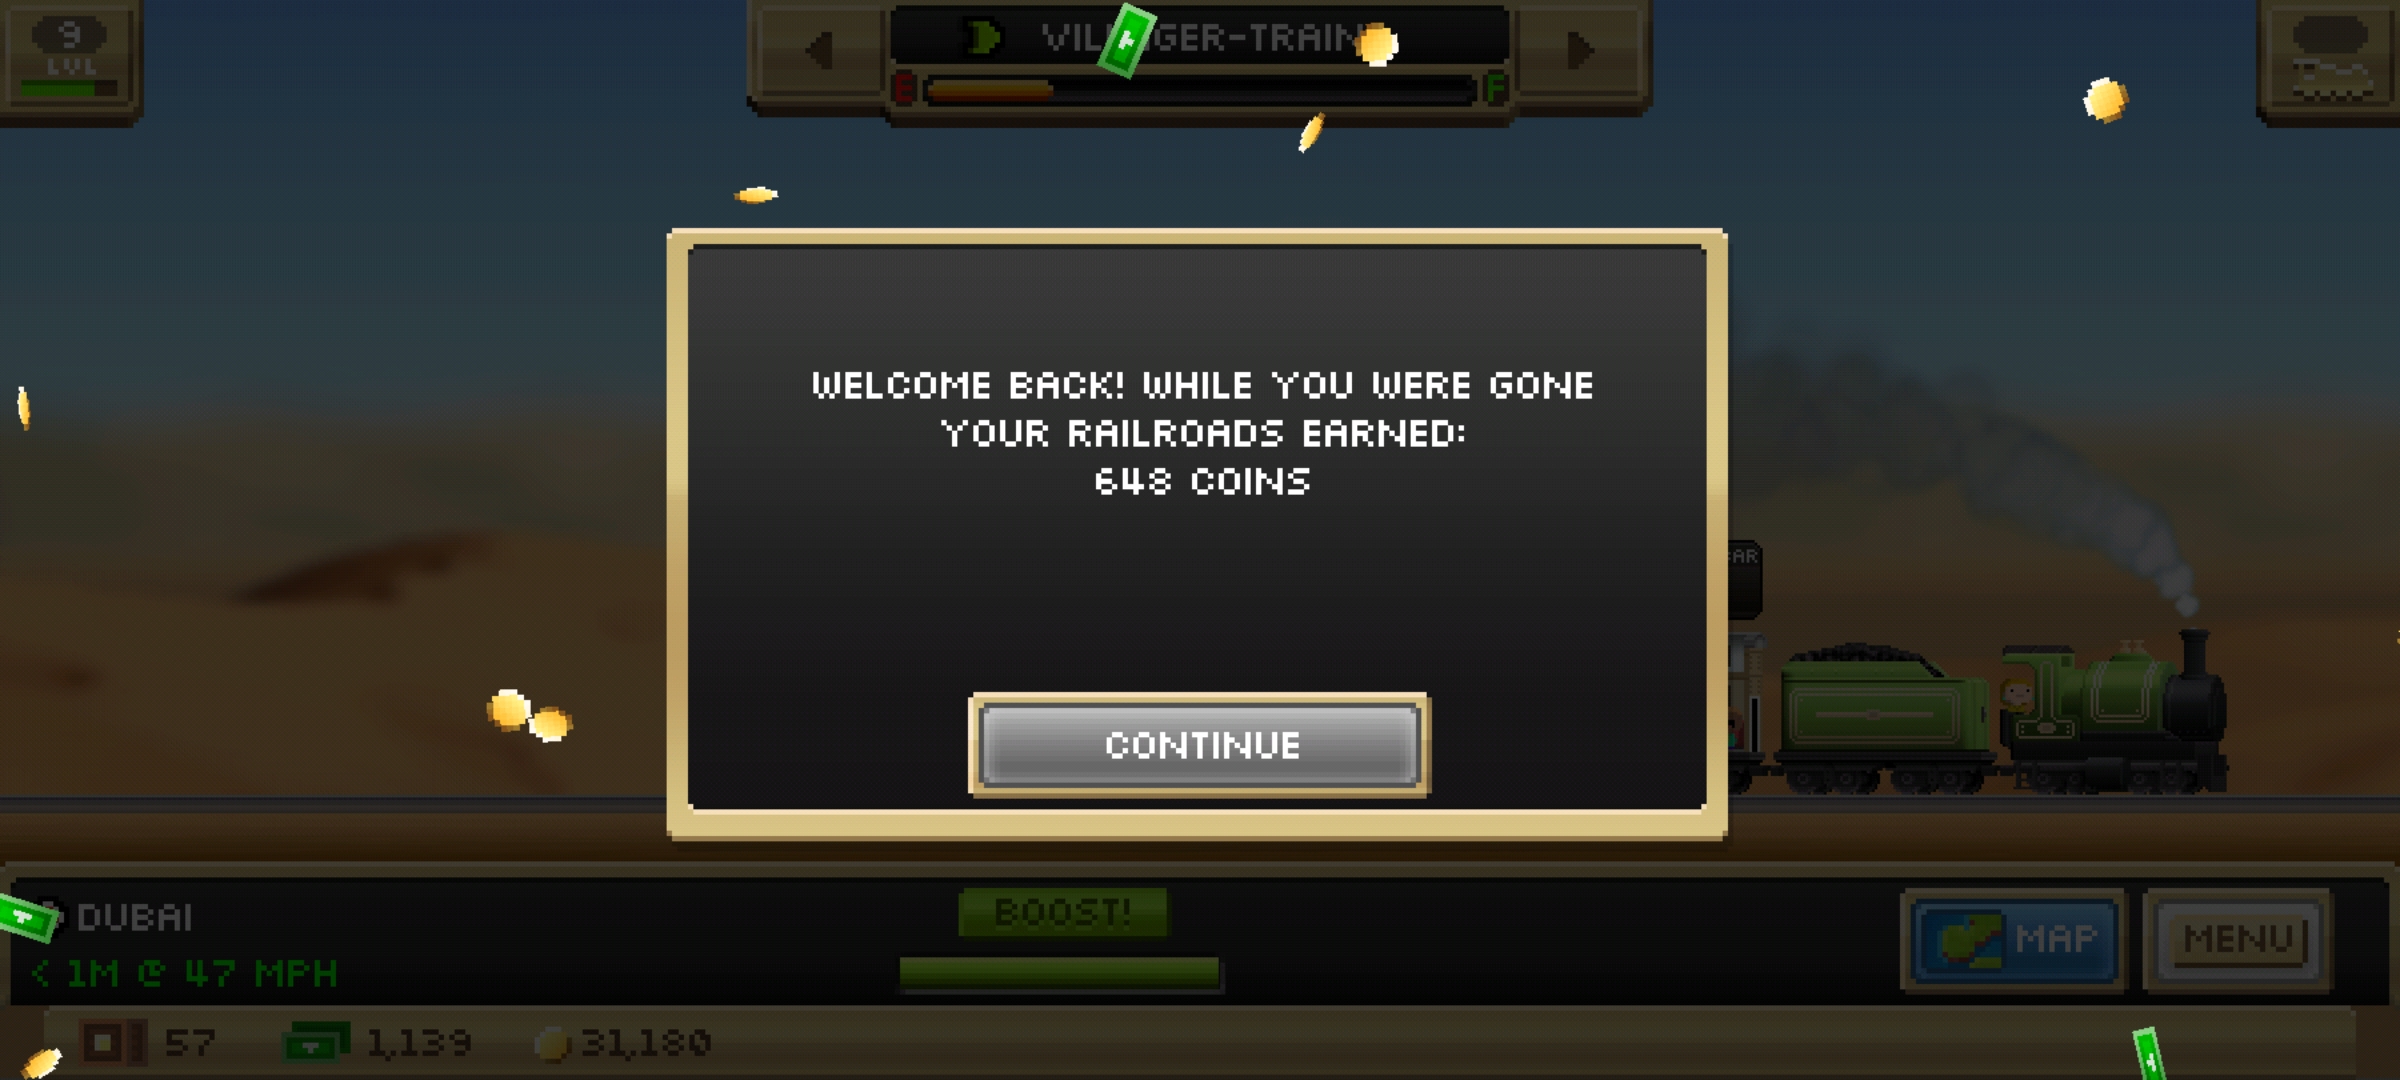 9
LVL
VIL GER-TRAIN
E F
WELCOME BACK! WHILE YOU WERE GONE
YOUR RAILROADS EARNED:
648 COINS
CONTINUE
DUBAI
< 1M @ 47 MPH
BOOST!
MAP
MENU
57
1,139
31,180